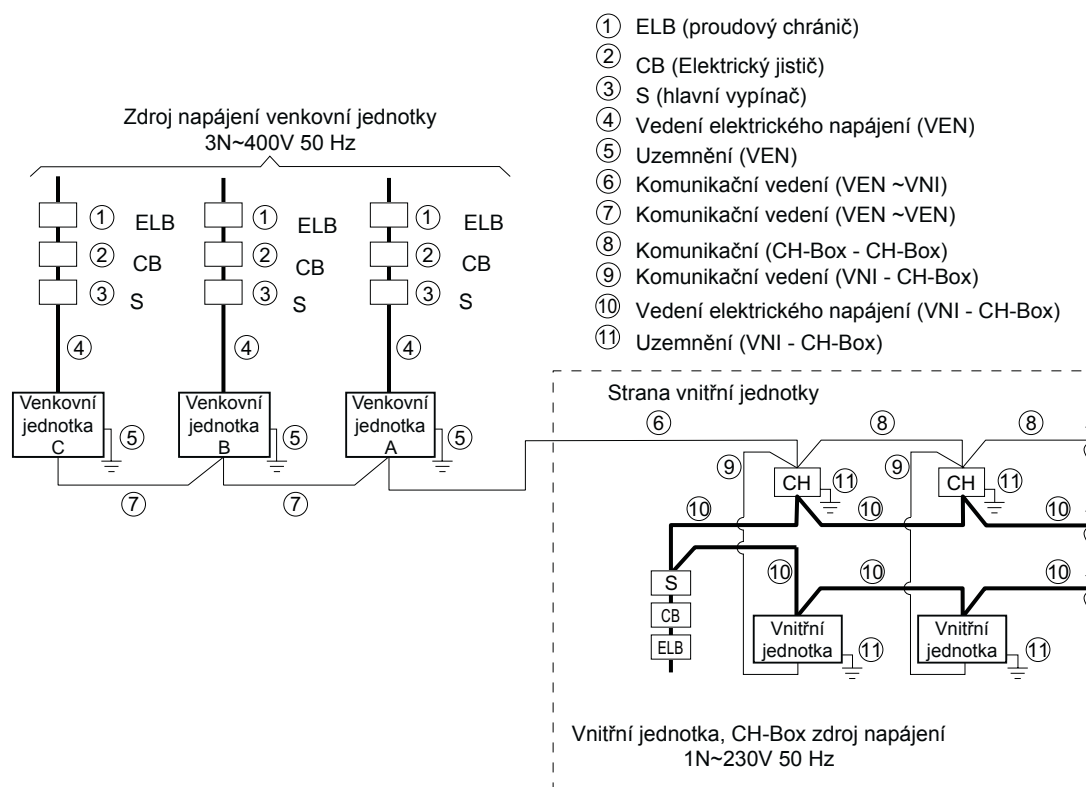 ① ELB (proudový chránič)
② CB (Elektrický jistič)
③ S (hlavní vypínač)
④ Vedení elektrického napájení (VEN)
⑤ Uzemnění (VEN)
⑥ Komunikační vedení (VEN ~VNI)
⑦ Komunikační vedení (VEN ~VEN)
⑧ Komunikační (CH-Box - CH-Box)
⑨ Komunikační vedení (VNI - CH-Box)
⑩ Vedení elektrického napájení (VNI - CH-Box)
⑪ Uzemnění (VNI - CH-Box)
Zdroj napájení venkovní jednotky
3N~400V 50 Hz
① ELB ① ELB ① ELB
② CB ② CB ② CB
③ S ③ S ③ S
④ ④ ④
Venkovní
jednotka
C
⑤
Venkovní
jednotka
B
⑤
Venkovní
jednotka
A
⑤
⑦ ⑦
Strana vnitřní jednotky
⑥ ⑧ ⑧
⑨ CH ⑪ ⑨ CH ⑪
⑩ ⑩ ⑩
S ⑩ ⑩ ⑩
CB
ELB
Vnitřní
jednotka
⑪
Vnitřní
jednotka
⑪
Vnitřní jednotka, CH-Box zdroj napájení
1N~230V 50 Hz